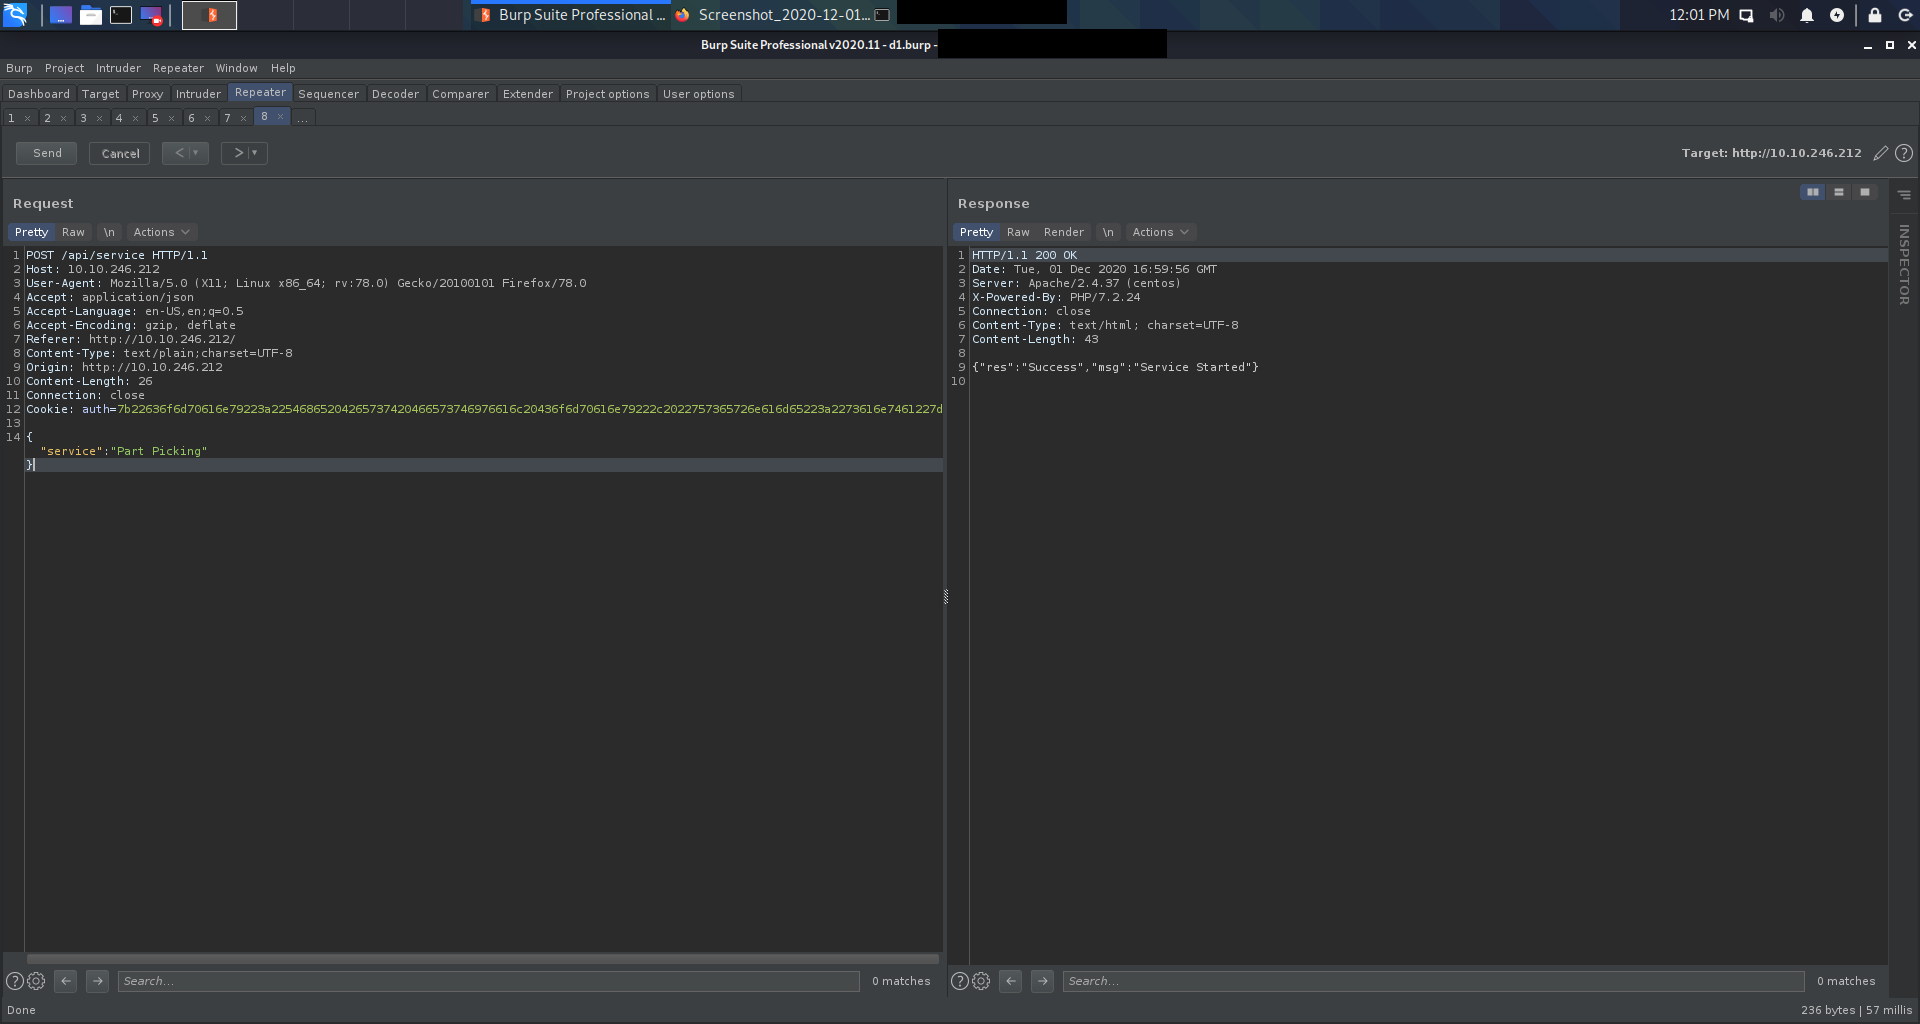 Burp Suite Professional ...
Screenshot_2020-12-01...
12:01 PM
Burp Suite Professional v2020.11 - d1.burp -
Burp Project Intruder Repeater Window Help
Dashboard Target Proxy Intruder Repeater Sequencer Decoder Comparer Extender Project options User options
1 × 2 × 3 × 4 × 5 × 6 × 7 × 8 × ...
Send Cancel < >
Target: http://10.10.246.212
Request
Pretty Raw \n Actions
1 POST /api/service HTTP/1.1
2 Host: 10.10.246.212
3 User-Agent: Mozilla/5.0 (X11; Linux x86_64; rv:78.0) Gecko/20100101 Firefox/78.0
4 Accept: application/json
5 Accept-Language: en-US,en;q=0.5
6 Accept-Encoding: gzip, deflate
7 Referer: http://10.10.246.212/
8 Content-Type: text/plain;charset=UTF-8
9 Origin: http://10.10.246.212
10 Content-Length: 26
11 Connection: close
12 Cookie: auth=7b22636f6d70616e79223a22546865204265737420466573746976616c20436f6d70616e79222c2022757365726e616d65223a2273616e7461227d
13
14 {
"service":"Part Picking"
}
Search...
0 matches
Response
Pretty Raw Render \n Actions
1 HTTP/1.1 200 OK
2 Date: Tue, 01 Dec 2020 16:59:56 GMT
3 Server: Apache/2.4.37 (centos)
4 X-Powered-By: PHP/7.2.24
5 Connection: close
6 Content-Type: text/html; charset=UTF-8
7 Content-Length: 43
8
9 {"res":"Success","msg":"Service Started"}
10
Search...
0 matches
INSPECTOR
Done
236 bytes | 57 millis